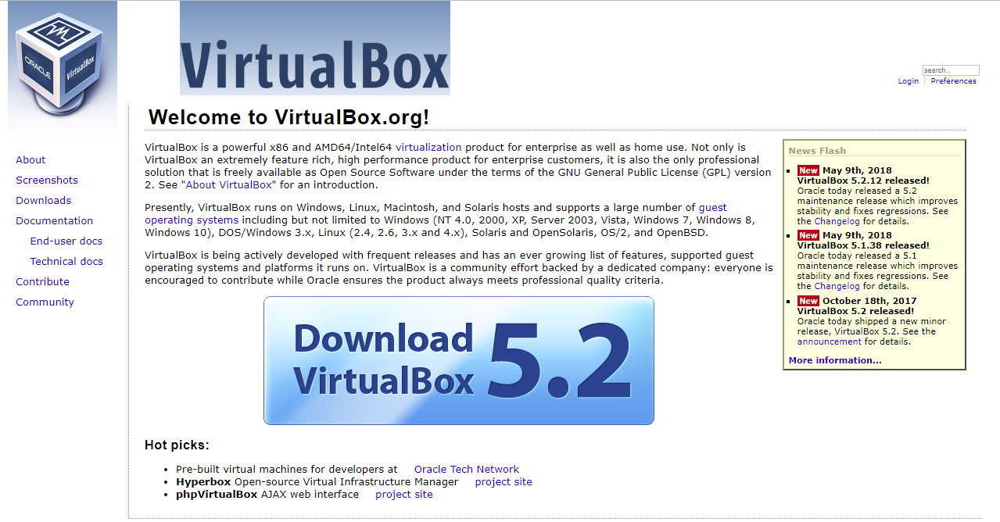 ORACLE
VirtualBox
VirtualBox
search...
Login
Preferences
About
Screenshots
Downloads
Documentation
End-user docs
Technical docs
Contribute
Community
Welcome to VirtualBox.org!
VirtualBox is a powerful x86 and AMD64/Intel64 virtualization product for enterprise as well as home use. Not only is
VirtualBox an extremely feature rich, high performance product for enterprise customers, it is also the only professional
solution that is freely available as Open Source Software under the terms of the GNU General Public License (GPL) version
2. See "About VirtualBox" for an introduction.
Presently, VirtualBox runs on Windows, Linux, Macintosh, and Solaris hosts and supports a large number of guest
operating systems including but not limited to Windows (NT 4.0, 2000, XP, Server 2003, Vista, Windows 7, Windows 8,
Windows 10), DOS/Windows 3.x, Linux (2.4, 2.6, 3.x and 4.x), Solaris and OpenSolaris, OS/2, and OpenBSD.
VirtualBox is being actively developed with frequent releases and has an ever growing list of features, supported guest
operating systems and platforms it runs on. VirtualBox is a community effort backed by a dedicated company: everyone is
encouraged to contribute while Oracle ensures the product always meets professional quality criteria.
Download
VirtualBox
5.2
Hot picks:
Pre-built virtual machines for developers at Oracle Tech Network
Hyperbox Open-source Virtual Infrastructure Manager project site
phpVirtualBox AJAX web interface project site
News Flash
New May 9th, 2018
VirtualBox 5.2.12 released!
Oracle today released a 5.2
maintenance release which improves
stability and fixes regressions. See
the Changelog for details.
New May 9th, 2018
VirtualBox 5.1.38 released!
Oracle today released a 5.1
maintenance release which improves
stability and fixes regressions. See
the Changelog for details.
New October 18th, 2017
VirtualBox 5.2 released!
Oracle today shipped a new minor
release, VirtualBox 5.2. See the
announcement for details.
More information...